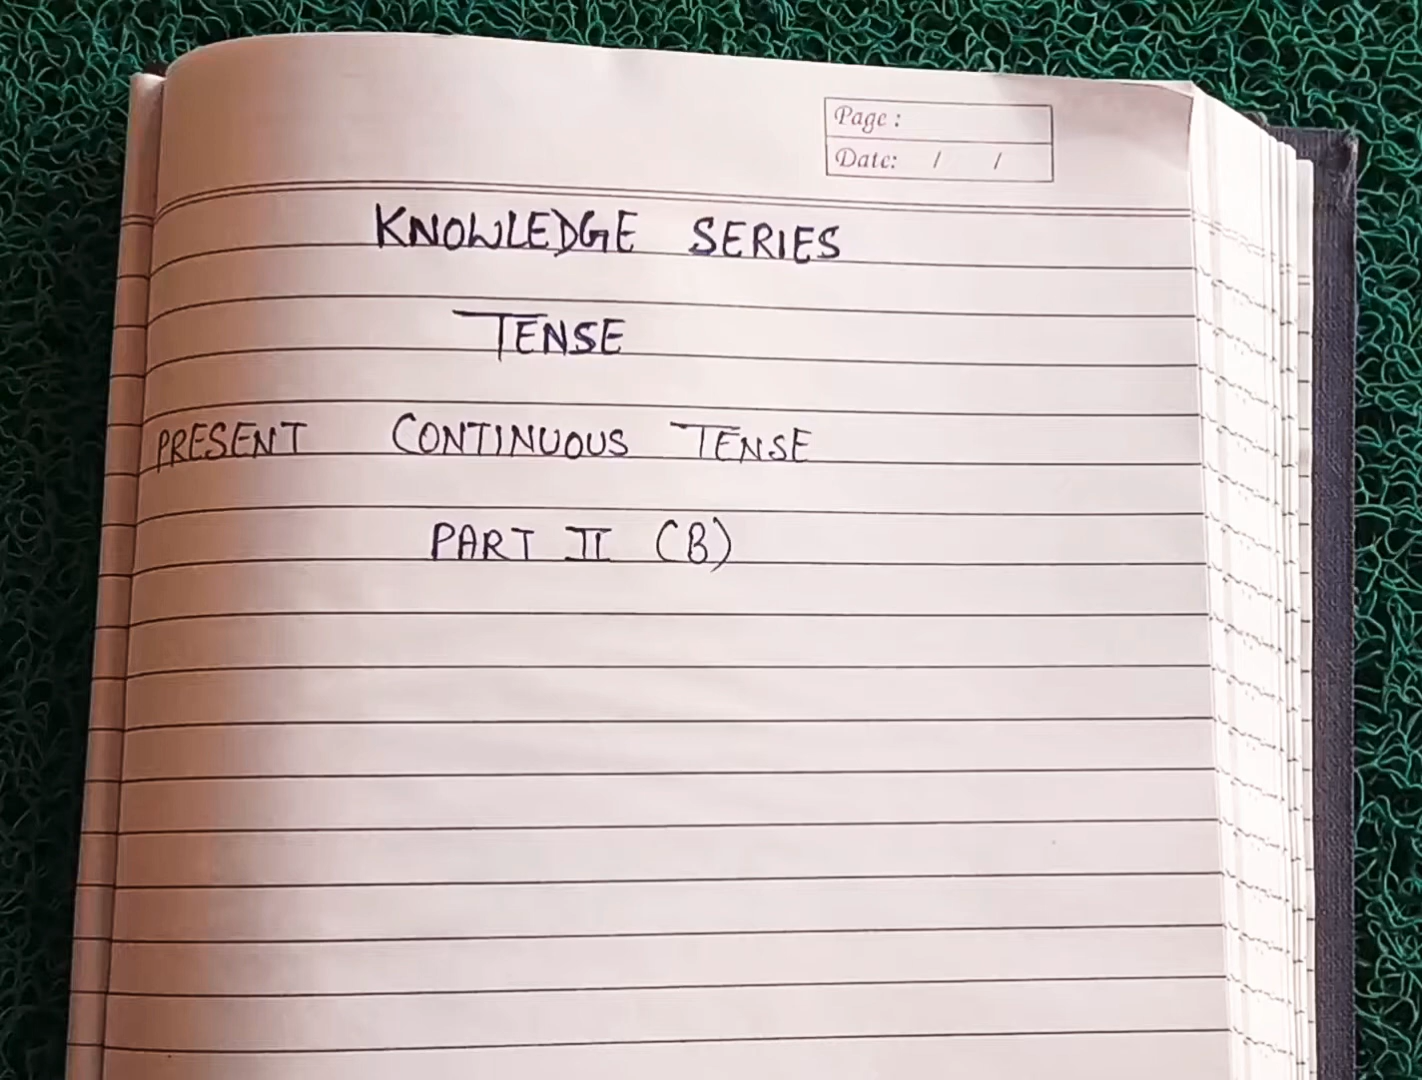 Page :
Date: / /
KNOWLEDGE SERIES
TENSE
PRESENT CONTINUOUS TENSE
PART II (B)